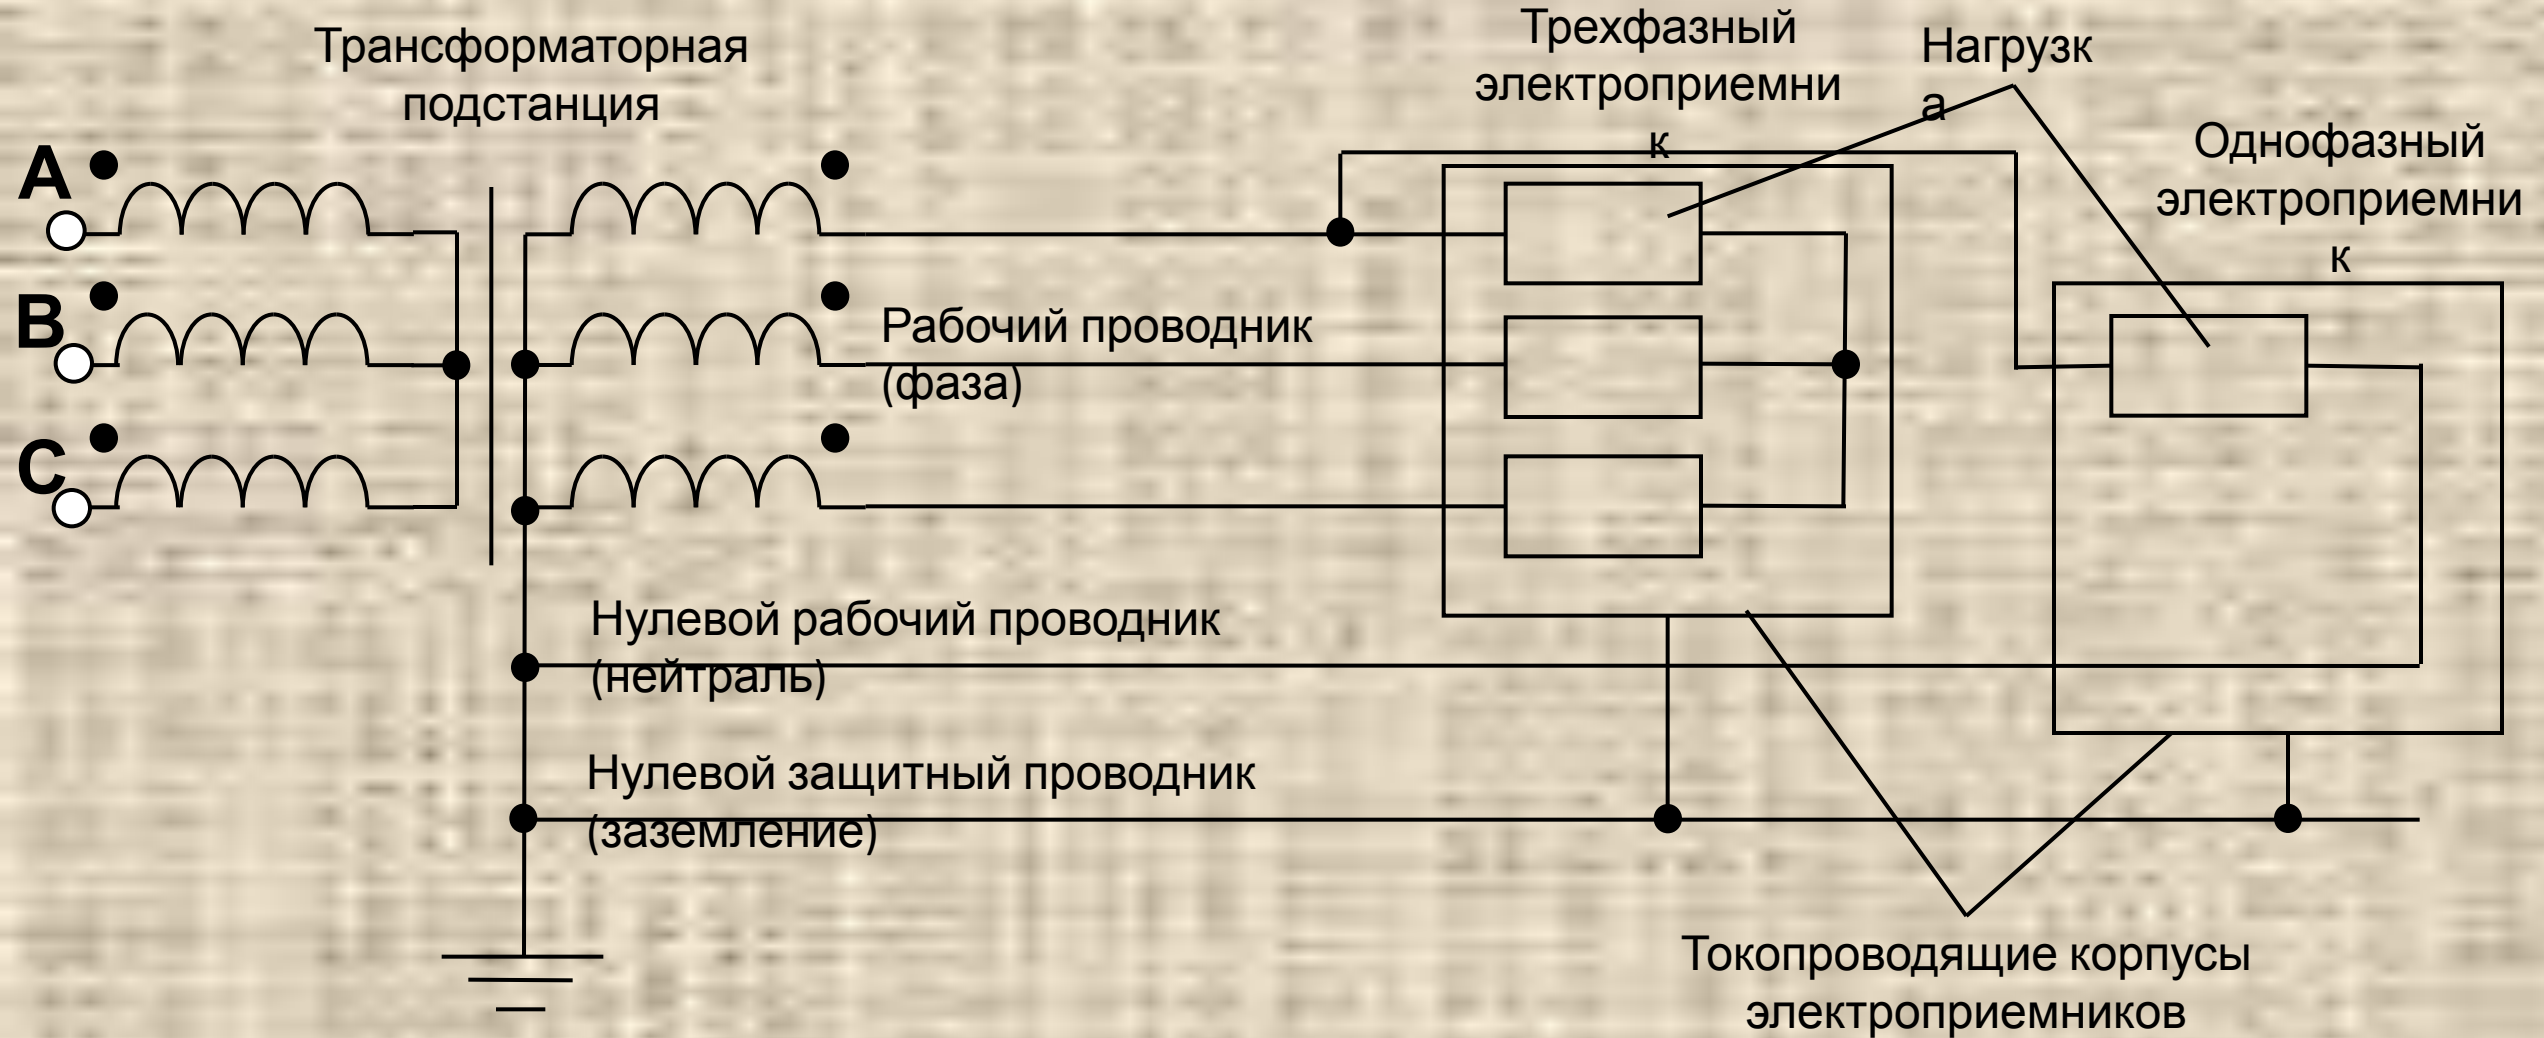 Трансформаторная
подстанция
Трехфазный
электроприемни
к
Нагрузк
а
Однофазный
электроприемни
к
A
B
C
Рабочий проводник
(фаза)
Нулевой рабочий проводник
(нейтраль)
Нулевой защитный проводник
(заземление)
Токопроводящие корпусы
электроприемников